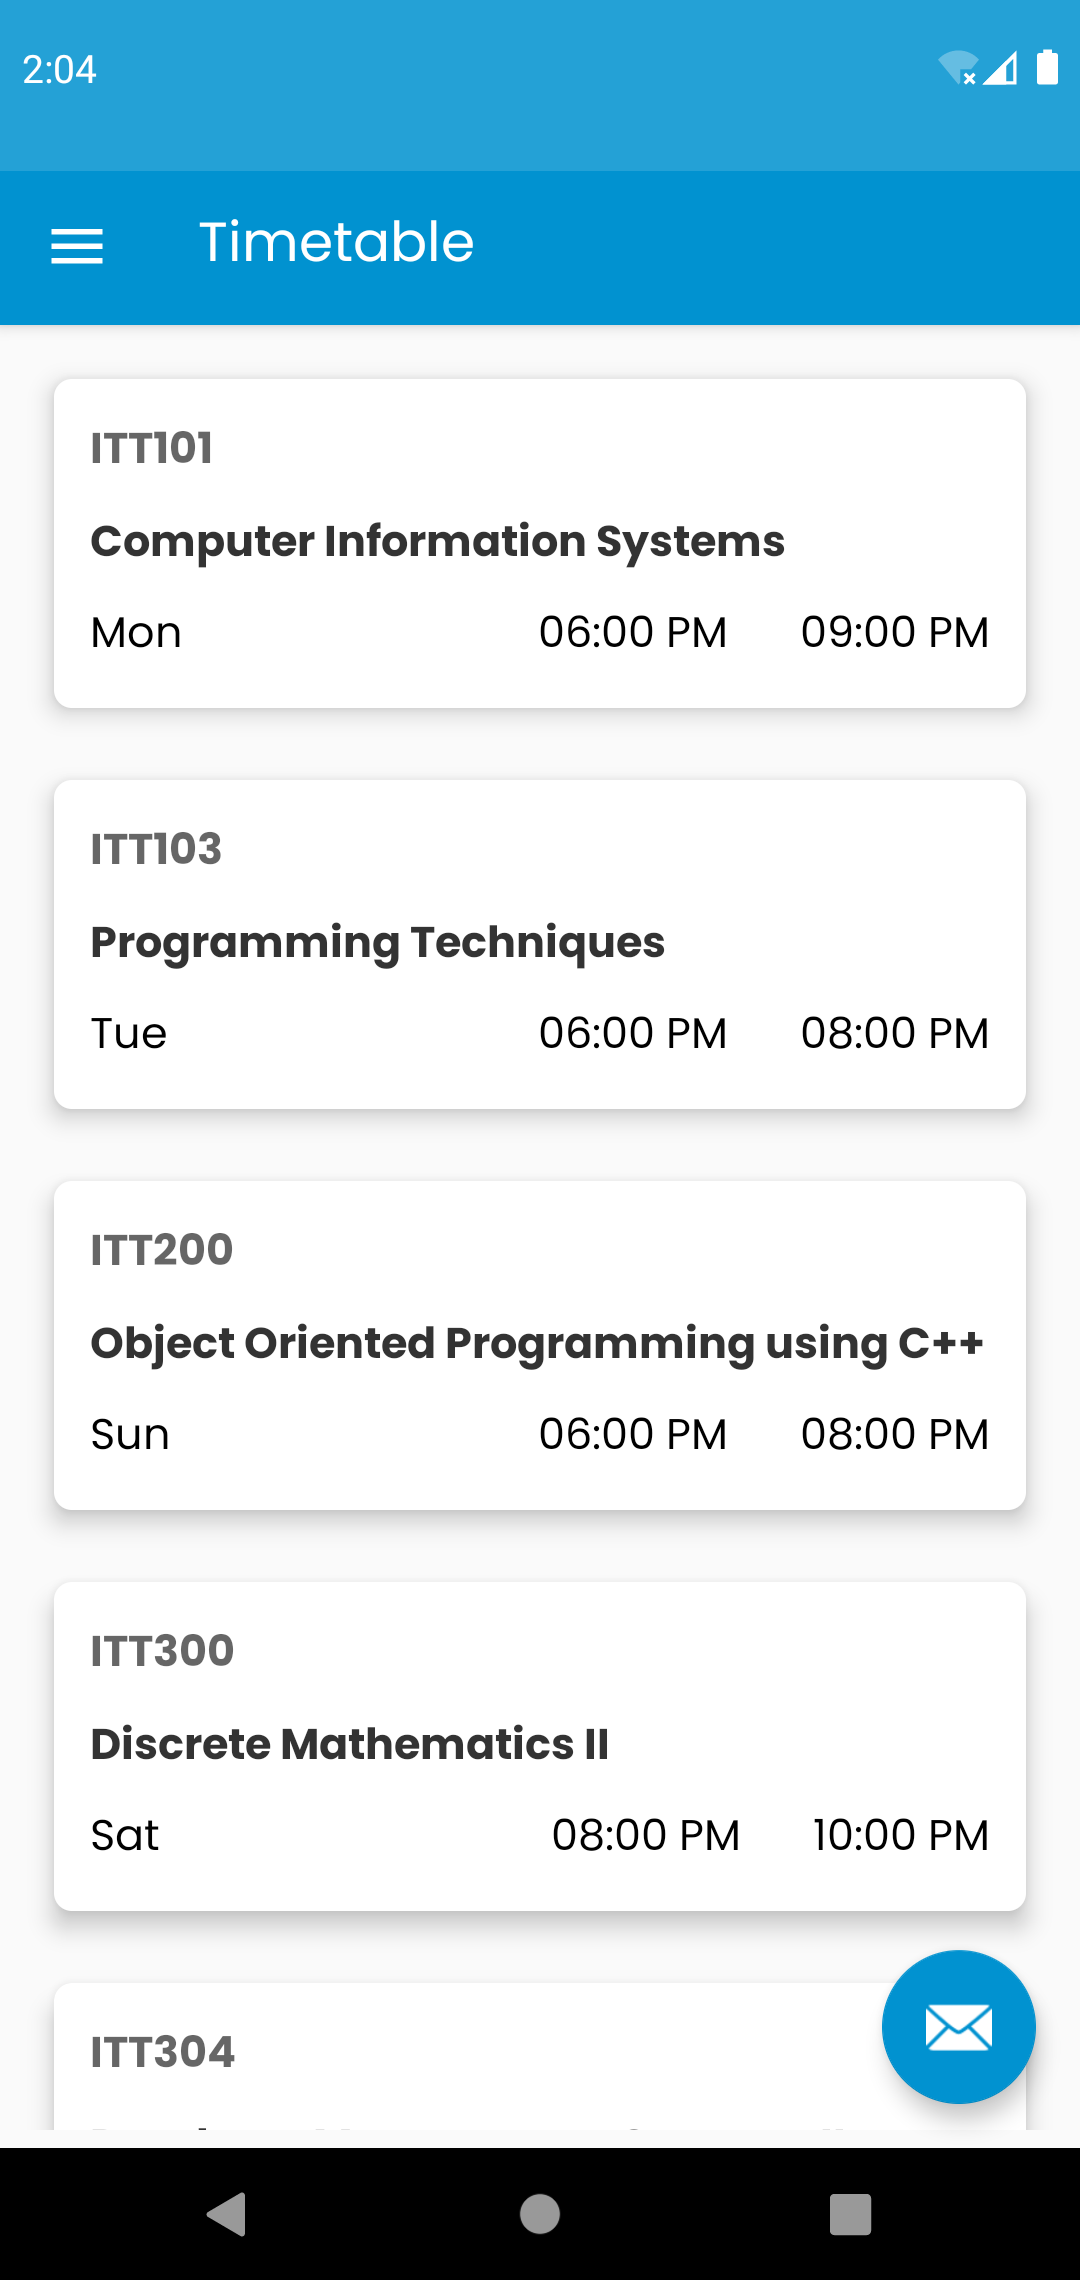 2:04
Timetable
ITT101
Computer Information Systems
Mon 06:00 PM 09:00 PM
ITT103
Programming Techniques
Tue 06:00 PM 08:00 PM
ITT200
Object Oriented Programming using C++
Sun 06:00 PM 08:00 PM
ITT300
Discrete Mathematics II
Sat 08:00 PM 10:00 PM
ITT304